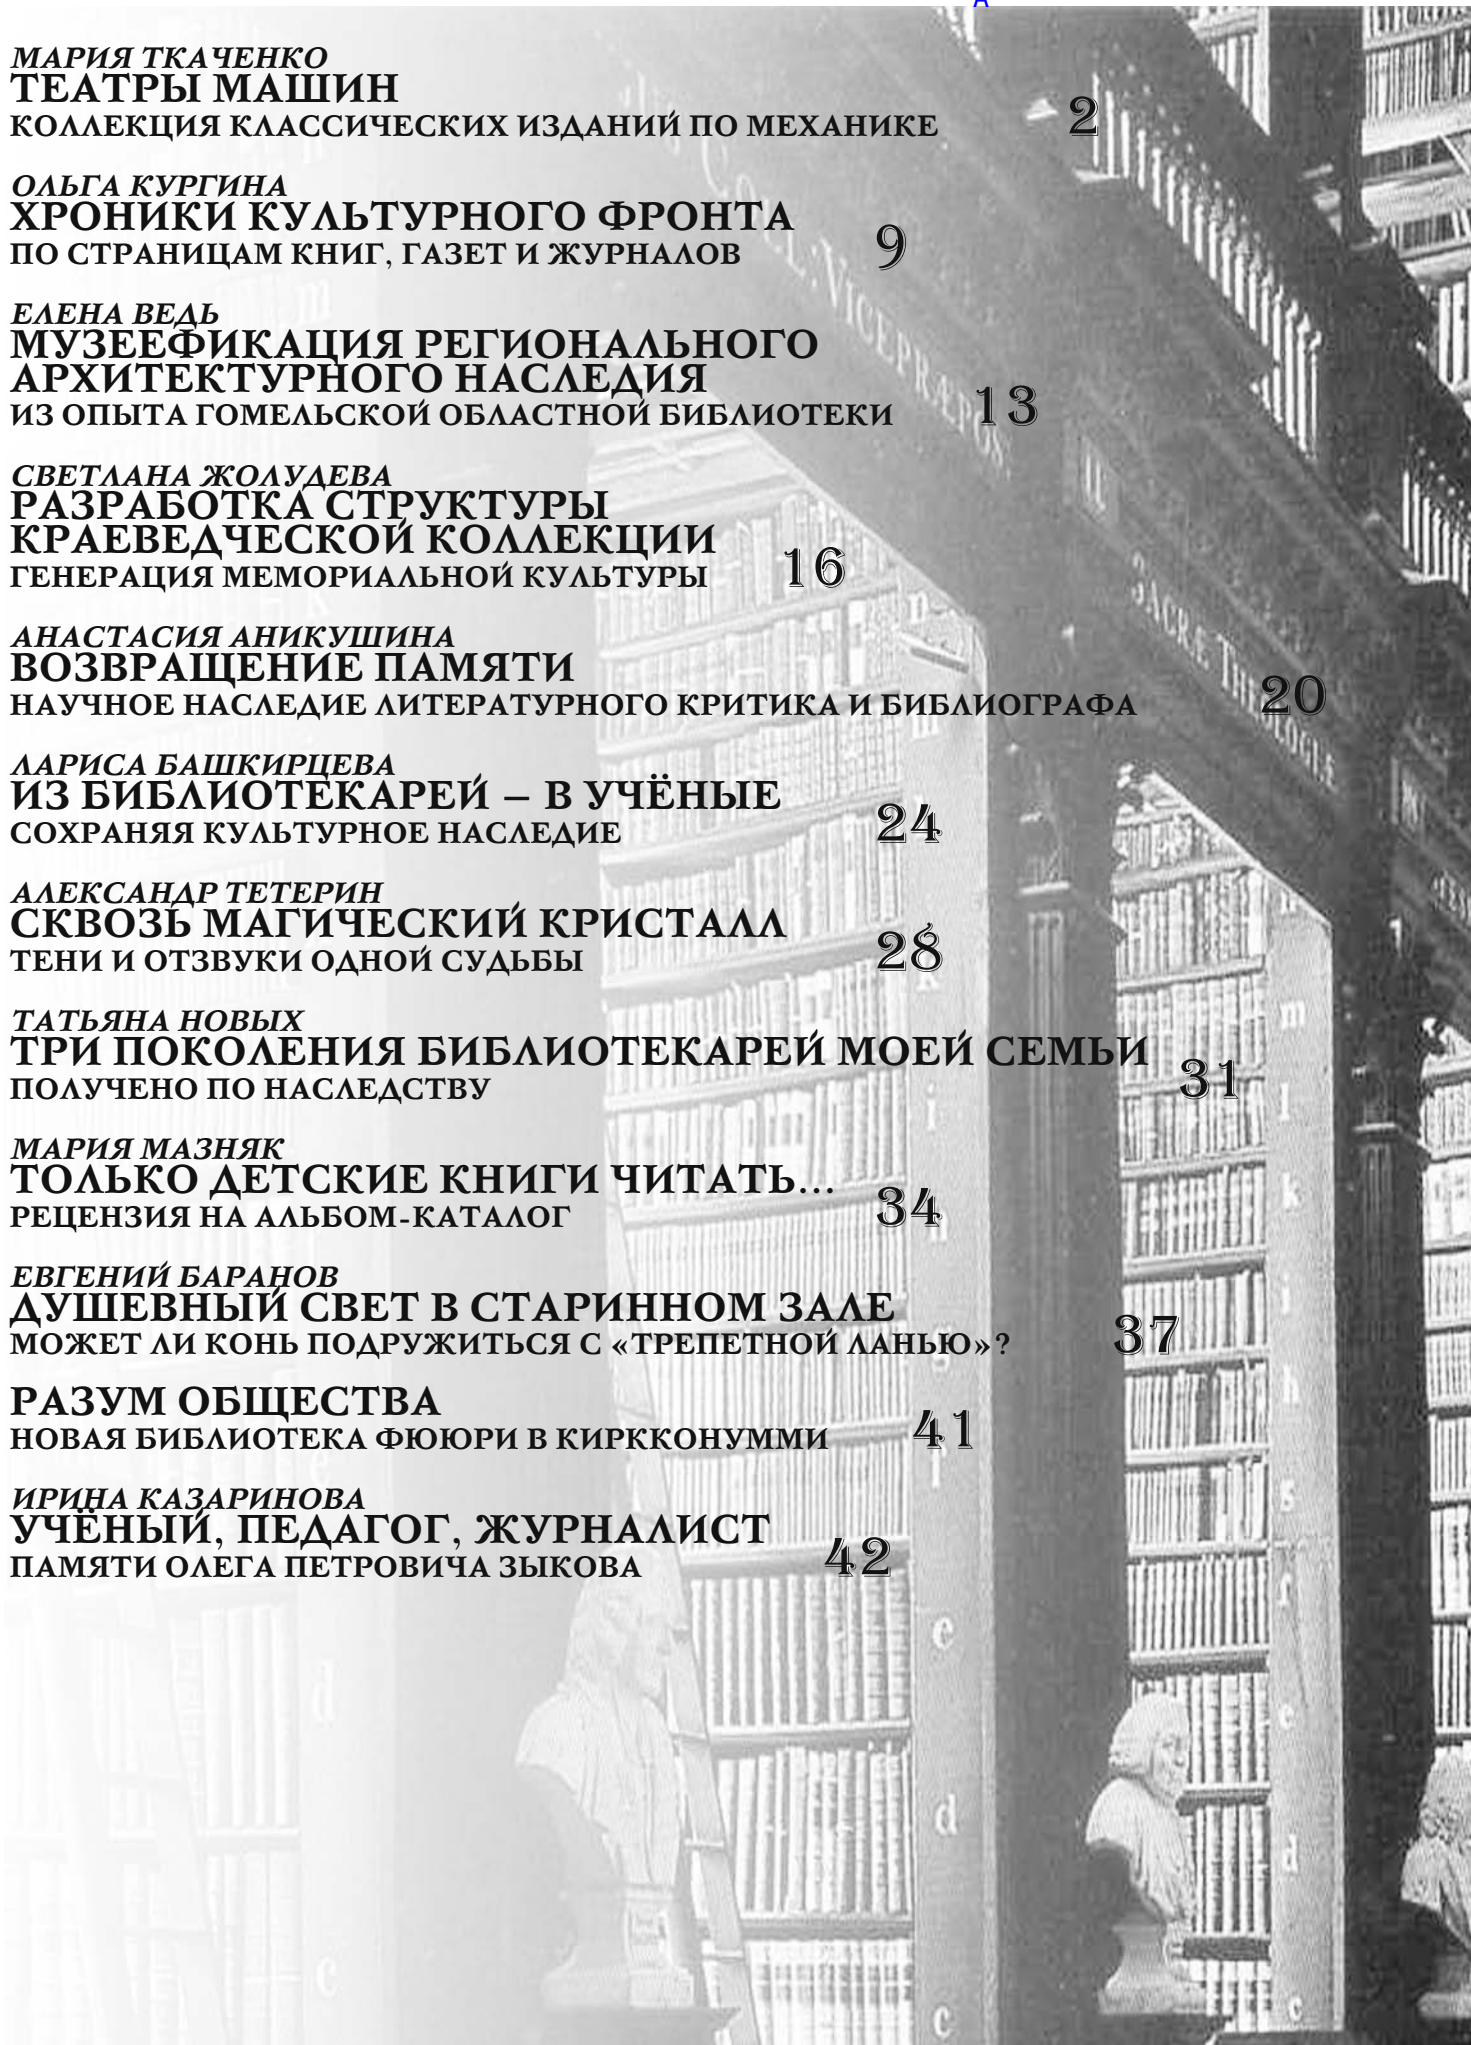 МАРИЯ ТКАЧЕНКО
ТЕАТРЫ МАШИН
КОЛЛЕКЦИЯ КЛАССИЧЕСКИХ ИЗДАНИЙ ПО МЕХАНИКЕ 2
ОЛЬГА КУРГИНА
ХРОНИКИ КУЛЬТУРНОГО ФРОНТА
ПО СТРАНИЦАМ КНИГ, ГАЗЕТ И ЖУРНАЛОВ 9
ЕЛЕНА ВЕДЬ
МУЗЕЕФИКАЦИЯ РЕГИОНАЛЬНОГО
АРХИТЕКТУРНОГО НАСЛЕДИЯ
ИЗ ОПЫТА ГОМЕЛЬСКОЙ ОБЛАСТНОЙ БИБЛИОТЕКИ 13
СВЕТЛАНА ЖОЛУДЕВА
РАЗРАБОТКА СТРУКТУРЫ
КРАЕВЕДЧЕСКОЙ КОЛЛЕКЦИИ
ГЕНЕРАЦИЯ МЕМОРИАЛЬНОЙ КУЛЬТУРЫ 16
АНАСТАСИЯ АНИКУШИНА
ВОЗВРАЩЕНИЕ ПАМЯТИ
НАУЧНОЕ НАСЛЕДИЕ ЛИТЕРАТУРНОГО КРИТИКА И БИБЛИОГРАФА 20
ЛАРИСА БАШКИРЦЕВА
ИЗ БИБЛИОТЕКАРЕЙ – В УЧЁНЫЕ
СОХРАНЯЯ КУЛЬТУРНОЕ НАСЛЕДИЕ 24
АЛЕКСАНДР ТЕТЕРИН
СКВОЗЬ МАГИЧЕСКИЙ КРИСТАЛЛ
ТЕНИ И ОТЗВУКИ ОДНОЙ СУДЬБЫ 28
ТАТЬЯНА НОВЫХ
ТРИ ПОКОЛЕНИЯ БИБЛИОТЕКАРЕЙ МОЕЙ СЕМЬИ
ПОЛУЧЕНО ПО НАСЛЕДСТВУ 31
МАРИЯ МАЗНЯК
ТОЛЬКО ДЕТСКИЕ КНИГИ ЧИТАТЬ...
РЕЦЕНЗИЯ НА АЛЬБОМ-КАТАЛОГ 34
ЕВГЕНИЙ БАРАНОВ
ДУШЕВНЫЙ СВЕТ В СТАРИННОМ ЗАЛЕ
МОЖЕТ ЛИ КОНЬ ПОДРУЖИТЬСЯ С «ТРЕПЕТНОЙ ЛАНЬЮ»? 37
РАЗУМ ОБЩЕСТВА
НОВАЯ БИБЛИОТЕКА ФЮЮРИ В КИРККОНУММИ 41
ИРИНА КАЗАРИНОВА
УЧЁНЫЙ, ПЕДАГОГ, ЖУРНАЛИСТ
ПАМЯТИ ОЛЕГА ПЕТРОВИЧА ЗЫКОВА 42